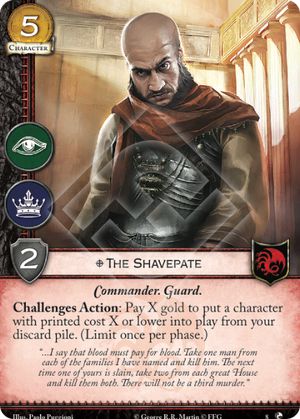 5
CHARACTER
2
THE SHAVEPATE
Commander. Guard.
Challenges Action: Pay X gold to put a character
with printed cost X or lower into play from your
discard pile. (Limit once per phase.)
"...I say that blood must pay for blood. Take one man from
each of the families I have named and kill him. The next
time one of yours is slain, take two from each great House
and kill them both. There will not be a third murder."
Illus. Paolo Puggioni
© George R.R. Martin © FFG